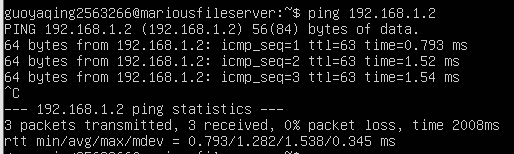 guoyaqing2563266@mariousfileserver:~$ ping 192.168.1.2
PING 192.168.1.2 (192.168.1.2) 56(84) bytes of data.
64 bytes from 192.168.1.2: icmp_seq=1 ttl=63 time=0.793 ms
64 bytes from 192.168.1.2: icmp_seq=2 ttl=63 time=1.52 ms
64 bytes from 192.168.1.2: icmp_seq=3 ttl=63 time=1.54 ms
^C
--- 192.168.1.2 ping statistics ---
3 packets transmitted, 3 received, 0% packet loss, time 2008ms
rtt min/avg/max/mdev = 0.793/1.282/1.538/0.345 ms